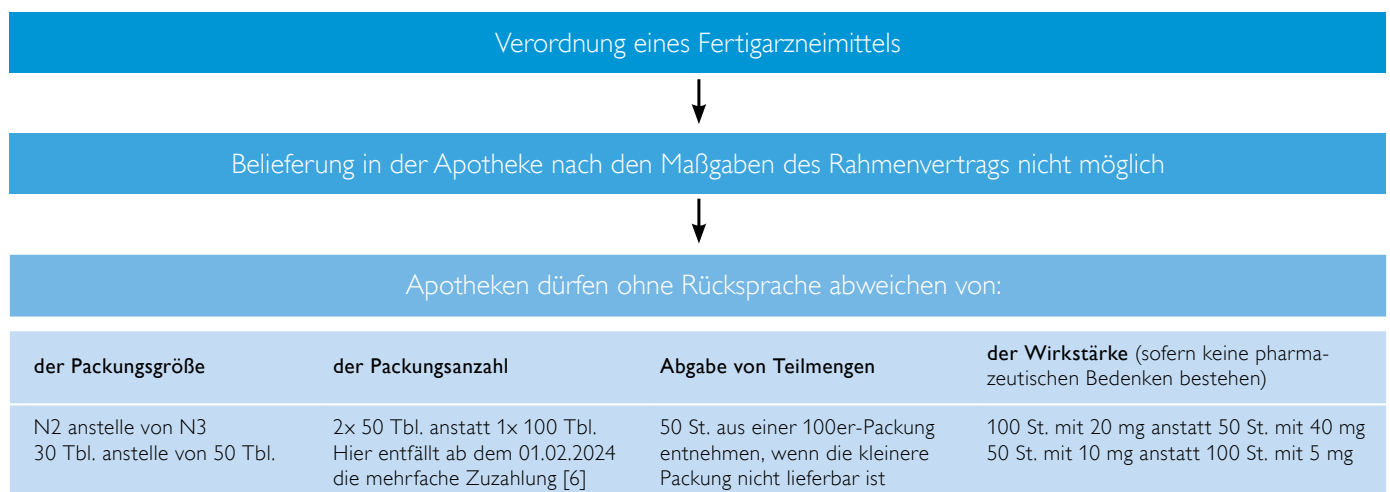 Verordnung eines Fertigarzneimittels
Belieferung in der Apotheke nach den Maßgaben des Rahmenvertrags nicht möglich
Apotheken dürfen ohne Rücksprache abweichen von:
der Packungsgröße
N2 anstelle von N3
30 Tbl. anstelle von 50 Tbl.
der Packungsanzahl
2x 50 Tbl. anstatt 1x 100 Tbl.
Hier entfällt ab dem 01.02.2024
die mehrfache Zuzahlung [6]
Abgabe von Teilmengen
50 St. aus einer 100er-Packung
entnehmen, wenn die kleinere
Packung nicht lieferbar ist
der Wirkstärke (sofern keine pharma-
zeutischen Bedenken bestehen)
100 St. mit 20 mg anstatt 50 St. mit 40 mg
50 St. mit 10 mg anstatt 100 St. mit 5 mg